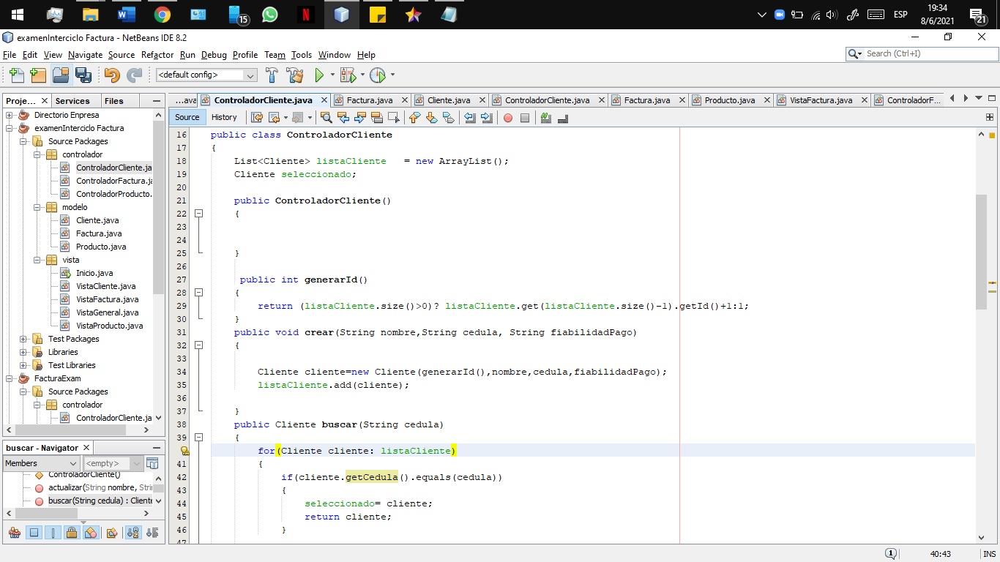 15
ESP
19:34
8/6/2021
21
examenInterciclo Factura - NetBeans IDE 8.2
File Edit View Navigate Source Refactor Run Debug Profile Team Tools Window Help
Search (Ctrl+I)
<default config>
Proje... Services Files
...ava ControladorCliente.java Factura.java Cliente.java ControladorCliente.java Factura.java Producto.java VistaFactura.java ControladorF...
Source History
Directorio Enpresa
examenInterciclo Factura
Source Packages
controlador
ControladorCliente.ja
ControladorFactura.ja
ControladorProducto.
modelo
Cliente.java
Factura.java
Producto.java
vista
Inicio.java
VistaCliente.java
VistaFactura.java
VistaGeneral.java
VistaProducto.java
Test Packages
Libraries
Test Libraries
FacturaExam
Source Packages
controlador
ControladorCliente.ja
buscar - Navigator
Members <empty>
ControladorCliente()
actualizar(String nombre, Stri
buscar(String cedula) : Cliente
16 public class ControladorCliente
17 {
18 List<Cliente> listaCliente = new ArrayList();
19 Cliente seleccionado;
20
21 public ControladorCliente()
22 {
23
24
25 }
26
27 public int generarId()
28 {
29 return (listaCliente.size()>0)? listaCliente.get(listaCliente.size()-1).getId()+1:1;
30 }
31 public void crear(String nombre,String cedula, String fiabilidadPago)
32 {
33
34 Cliente cliente=new Cliente(generarId(),nombre,cedula,fiabilidadPago);
35 listaCliente.add(cliente);
36
37 }
38 public Cliente buscar(String cedula)
39 {
for(Cliente cliente: listaCliente)
41 {
42 if(cliente.getCedula().equals(cedula))
43 {
44 seleccionado= cliente;
45 return cliente;
46 }
47
1
40:43 INS